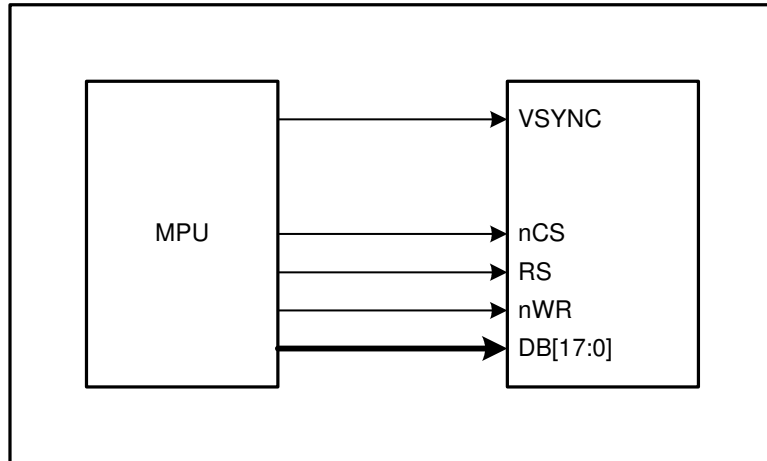 VSYNC
MPU
nCS
RS
nWR
DB[17:0]